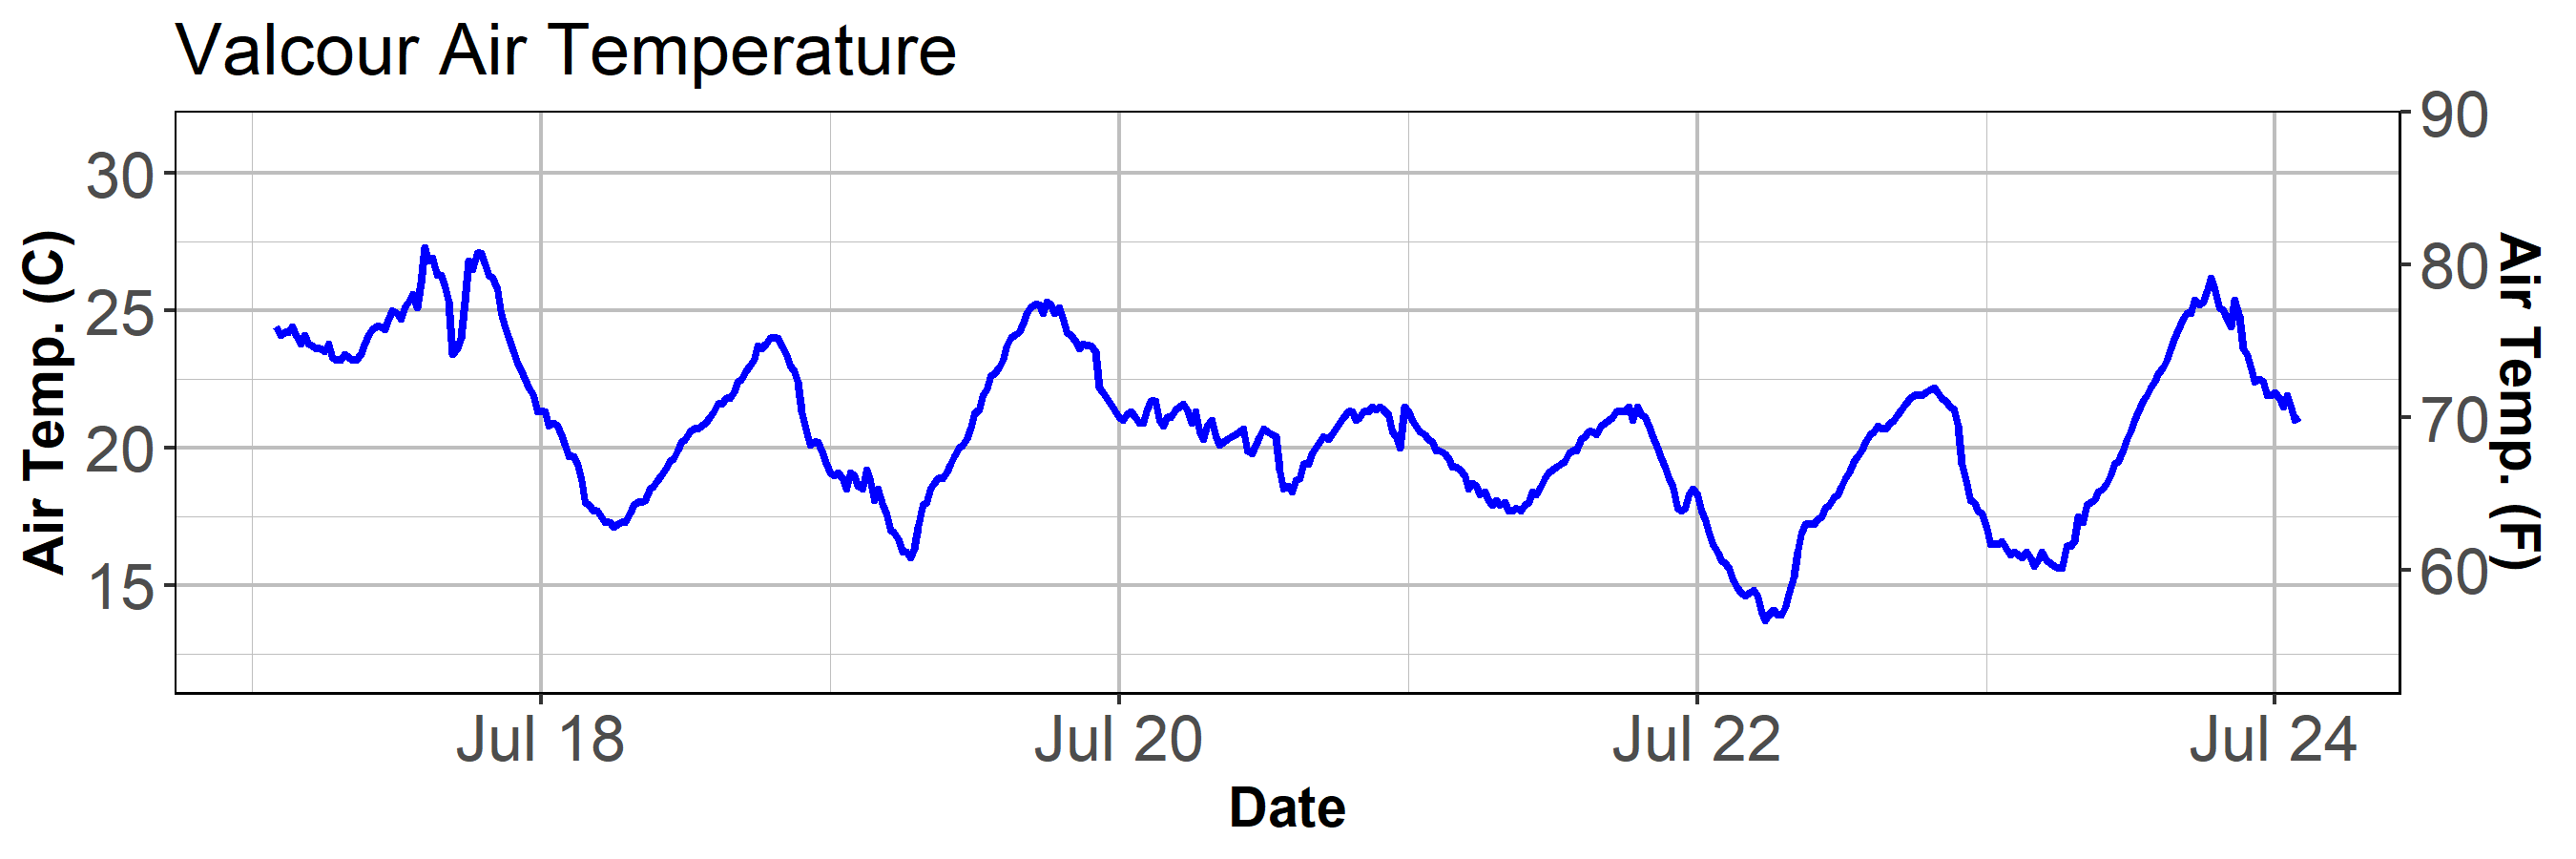 Valcour Air Temperature
Air Temp. (C)
30
25
20
15
90
80
70
60
Air Temp. (F)
Jul 18 Jul 20 Jul 22 Jul 24
Date